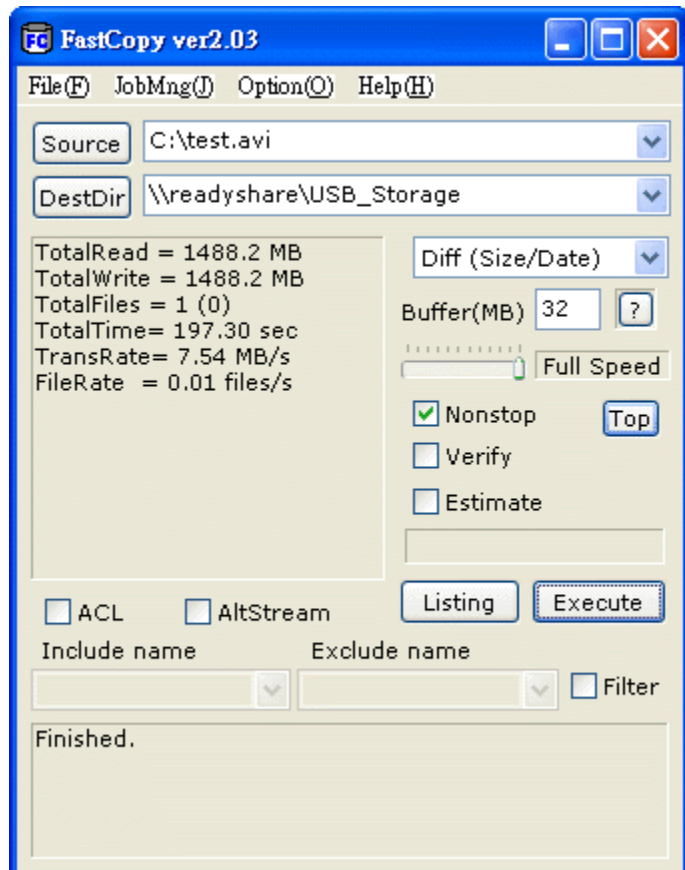 FastCopy ver2.03
File(F) JobMng(J) Option(O) Help(H)
Source C:\test.avi
DestDir \\readyshare\USB_Storage
TotalRead = 1488.2 MB
TotalWrite = 1488.2 MB
TotalFiles = 1 (0)
TotalTime= 197.30 sec
TransRate= 7.54 MB/s
FileRate = 0.01 files/s
Diff (Size/Date)
Buffer(MB) 32 ?
Full Speed
Nonstop Top
Verify
Estimate
ACL AltStream Listing Execute
Include name Exclude name
Filter
Finished.